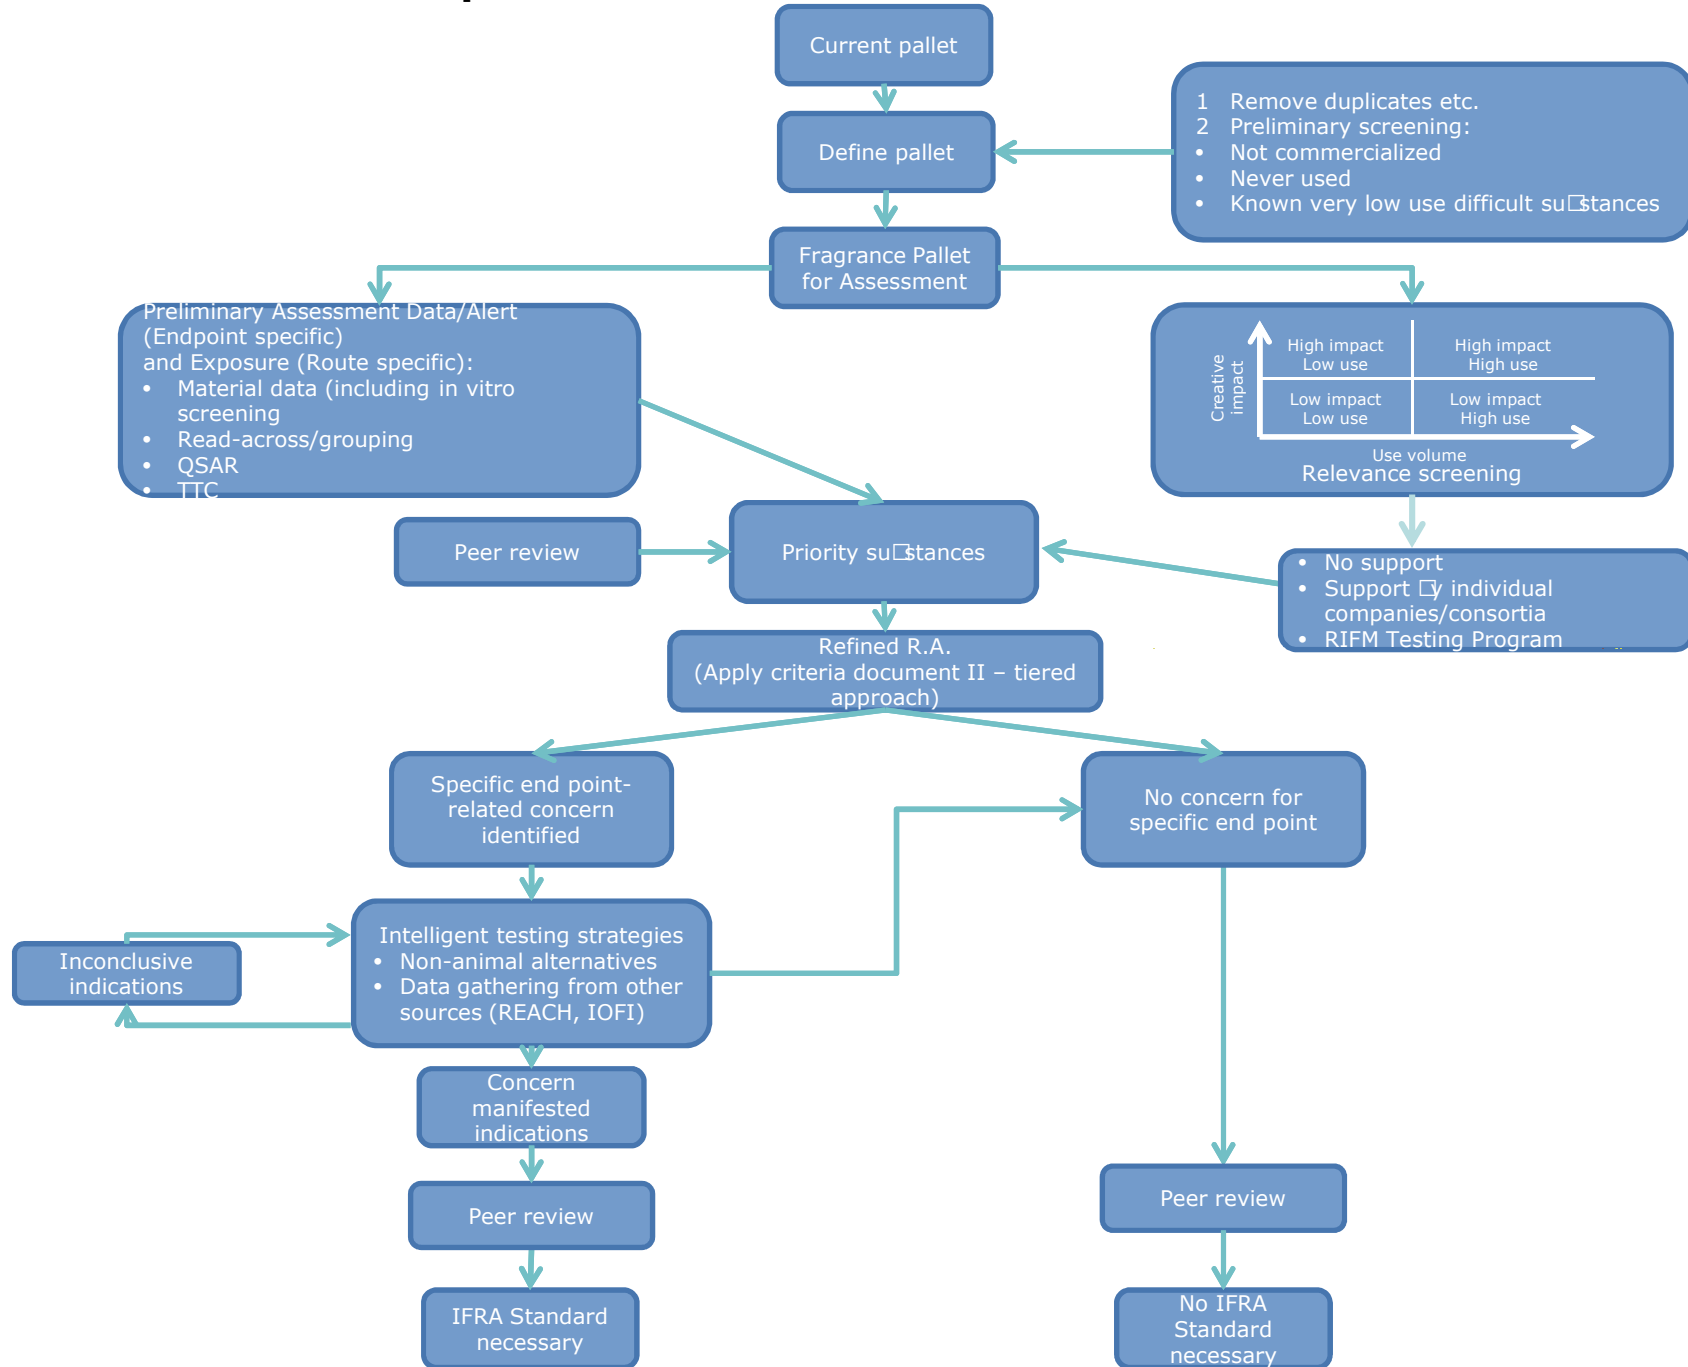 Current pallet
1 Remove duplicates etc.
2 Preliminary screening:
• Not commercialized
• Never used
• Known very low use difficult su□stances
Define pallet
Fragrance Pallet
for Assessment
Preliminary Assessment Data/Alert
(Endpoint specific)
and Exposure (Route specific):
• Material data (including in vitro
screening
• Read-across/grouping
• QSAR
• TTC
Creative
impact
High impact
Low use
High impact
High use
Low impact
Low use
Low impact
High use
Use volume
Relevance screening
Peer review
Priority su□stances
• No support
• Support □y individual
companies/consortia
• RIFM Testing Program
Refined R.A.
(Apply criteria document II – tiered
approach)
Specific end point-
related concern
identified
No concern for
specific end point
Inconclusive
indications
Intelligent testing strategies
• Non-animal alternatives
• Data gathering from other
sources (REACH, IOFI)
Concern
manifested
indications
Peer review
Peer review
IFRA Standard
necessary
No IFRA
Standard
necessary